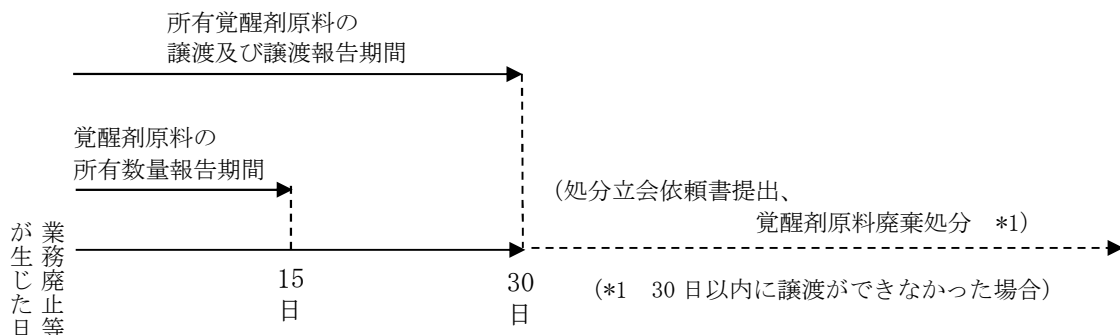 所有覚醒剤原料の
譲渡及び譲渡報告期間
覚醒剤原料の
所有数量報告期間
(処分立会依頼書提出、
覚醒剤原料廃棄処分 *1)
業務廃止等
が生じた日
15
日
30
日
(*1 30日以内に譲渡ができなかった場合)